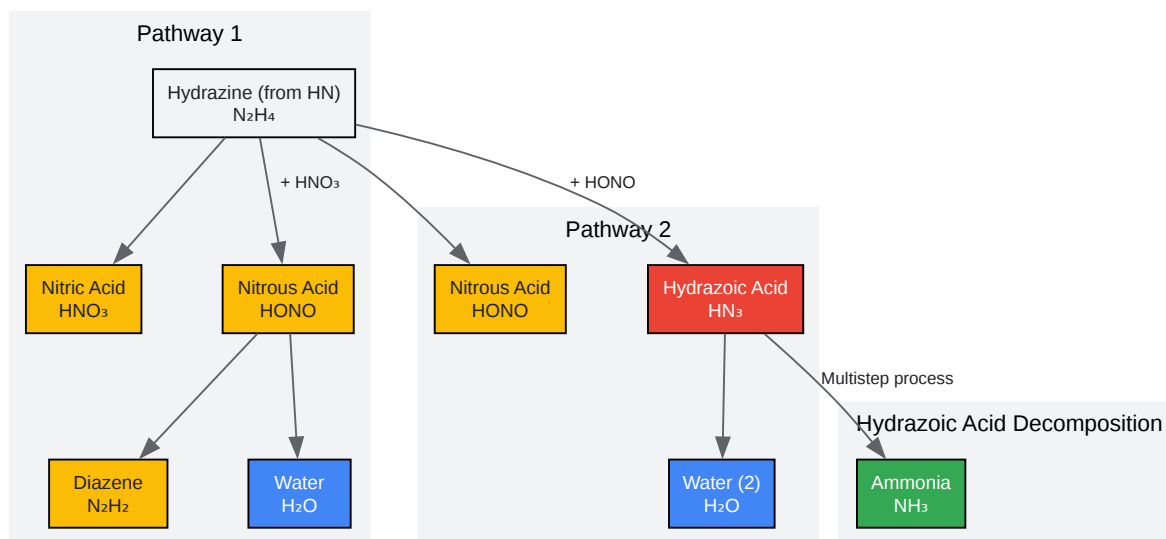 Pathway 1
Hydrazine (from HN)
N₂H₄
+ HNO₃
+ HONO
Pathway 2
Nitric Acid
HNO₃
Nitrous Acid
HONO
Nitrous Acid
HONO
Hydrazoic Acid
HN₃
Multistep process
Hydrazoic Acid Decomposition
Diazene
N₂H₂
Water
H₂O
Water (2)
H₂O
Ammonia
NH₃